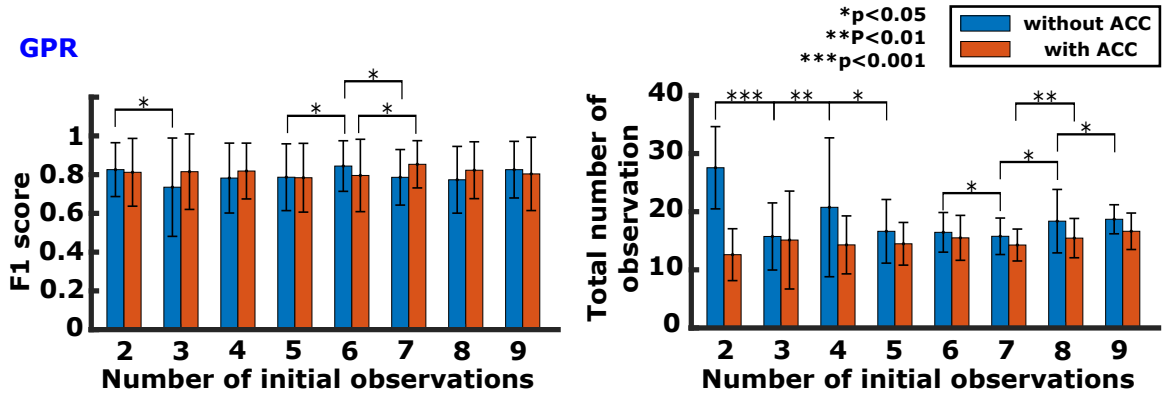 GPR
*p<0.05
**P<0.01
***p<0.001
without ACC
with ACC
F1 score
1
0.8
0.6
0.4
0.2
0
* * * *
2 3 4 5 6 7 8 9
Number of initial observations
Total number of
observation
40
30
20
10
0
*** ** * * * ** *
2 3 4 5 6 7 8 9
Number of initial observations